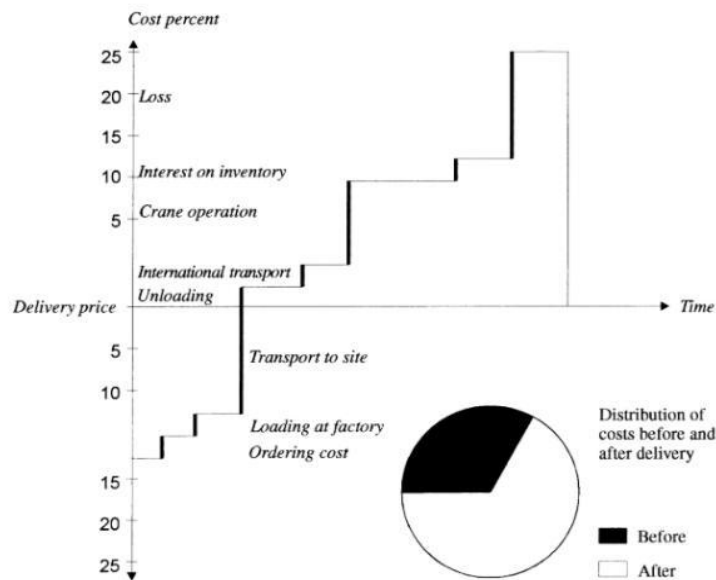 Cost percent
25
20
Loss
15
10
Interest on inventory
5
Crane operation
International transport
Unloading
Delivery price
Time
5
Transport to site
10
Loading at factory
Ordering cost
15
20
25
Distribution of
costs before and
after delivery
Before
After